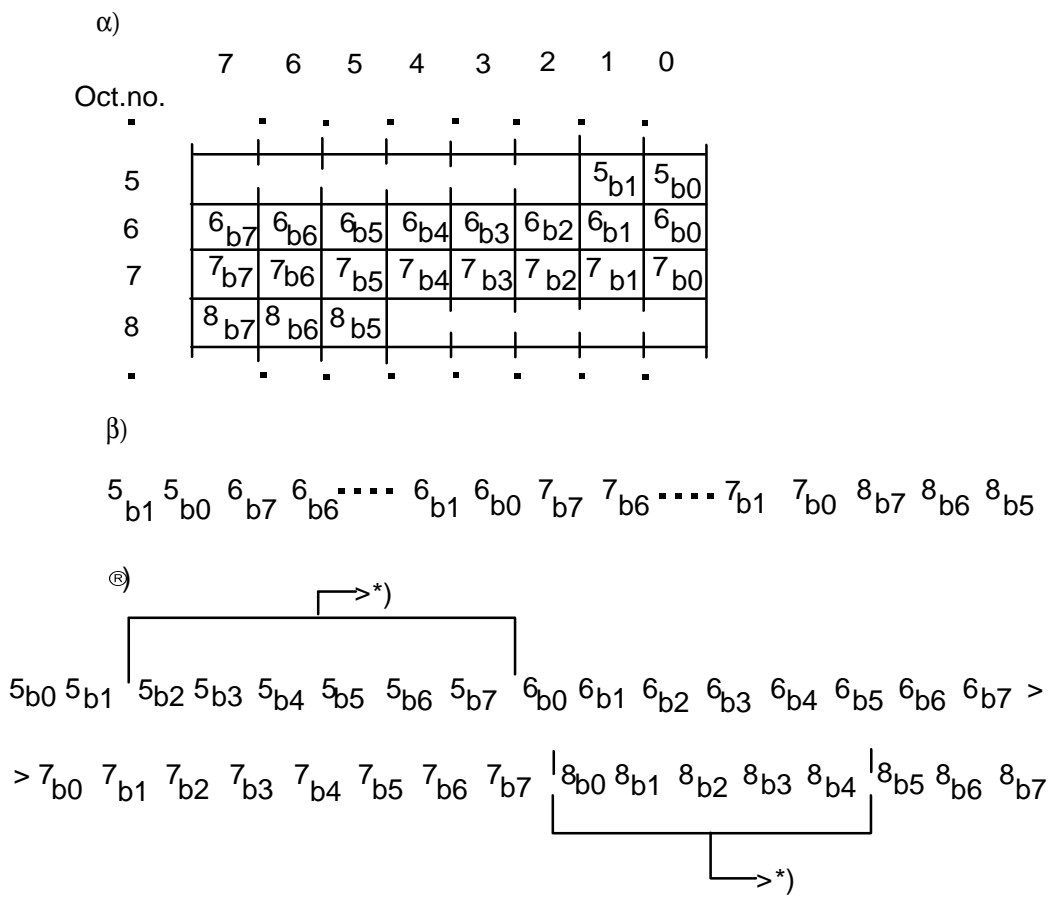 α)
7 6 5 4 3 2 1 0
Oct.no.
. . . . . . . .
5 5b1 5b0
6 6b7 6b6 6b5 6b4 6b3 6b2 6b1 6b0
7 7b7 7b6 7b5 7b4 7b3 7b2 7b1 7b0
8 8b7 8b6 8b5
. . . . . . . .
β)
5b1 5b0 6b7 6b6 .... 6b1 6b0 7b7 7b6 .... 7b1 7b0 8b7 8b6 8b5
®)
>*)
5b0 5b1 5b2 5b3 5b4 5b5 5b6 5b7 6b0 6b1 6b2 6b3 6b4 6b5 6b6 6b7 >
> 7b0 7b1 7b2 7b3 7b4 7b5 7b6 7b7 8b0 8b1 8b2 8b3 8b4 8b5 8b6 8b7
>*)